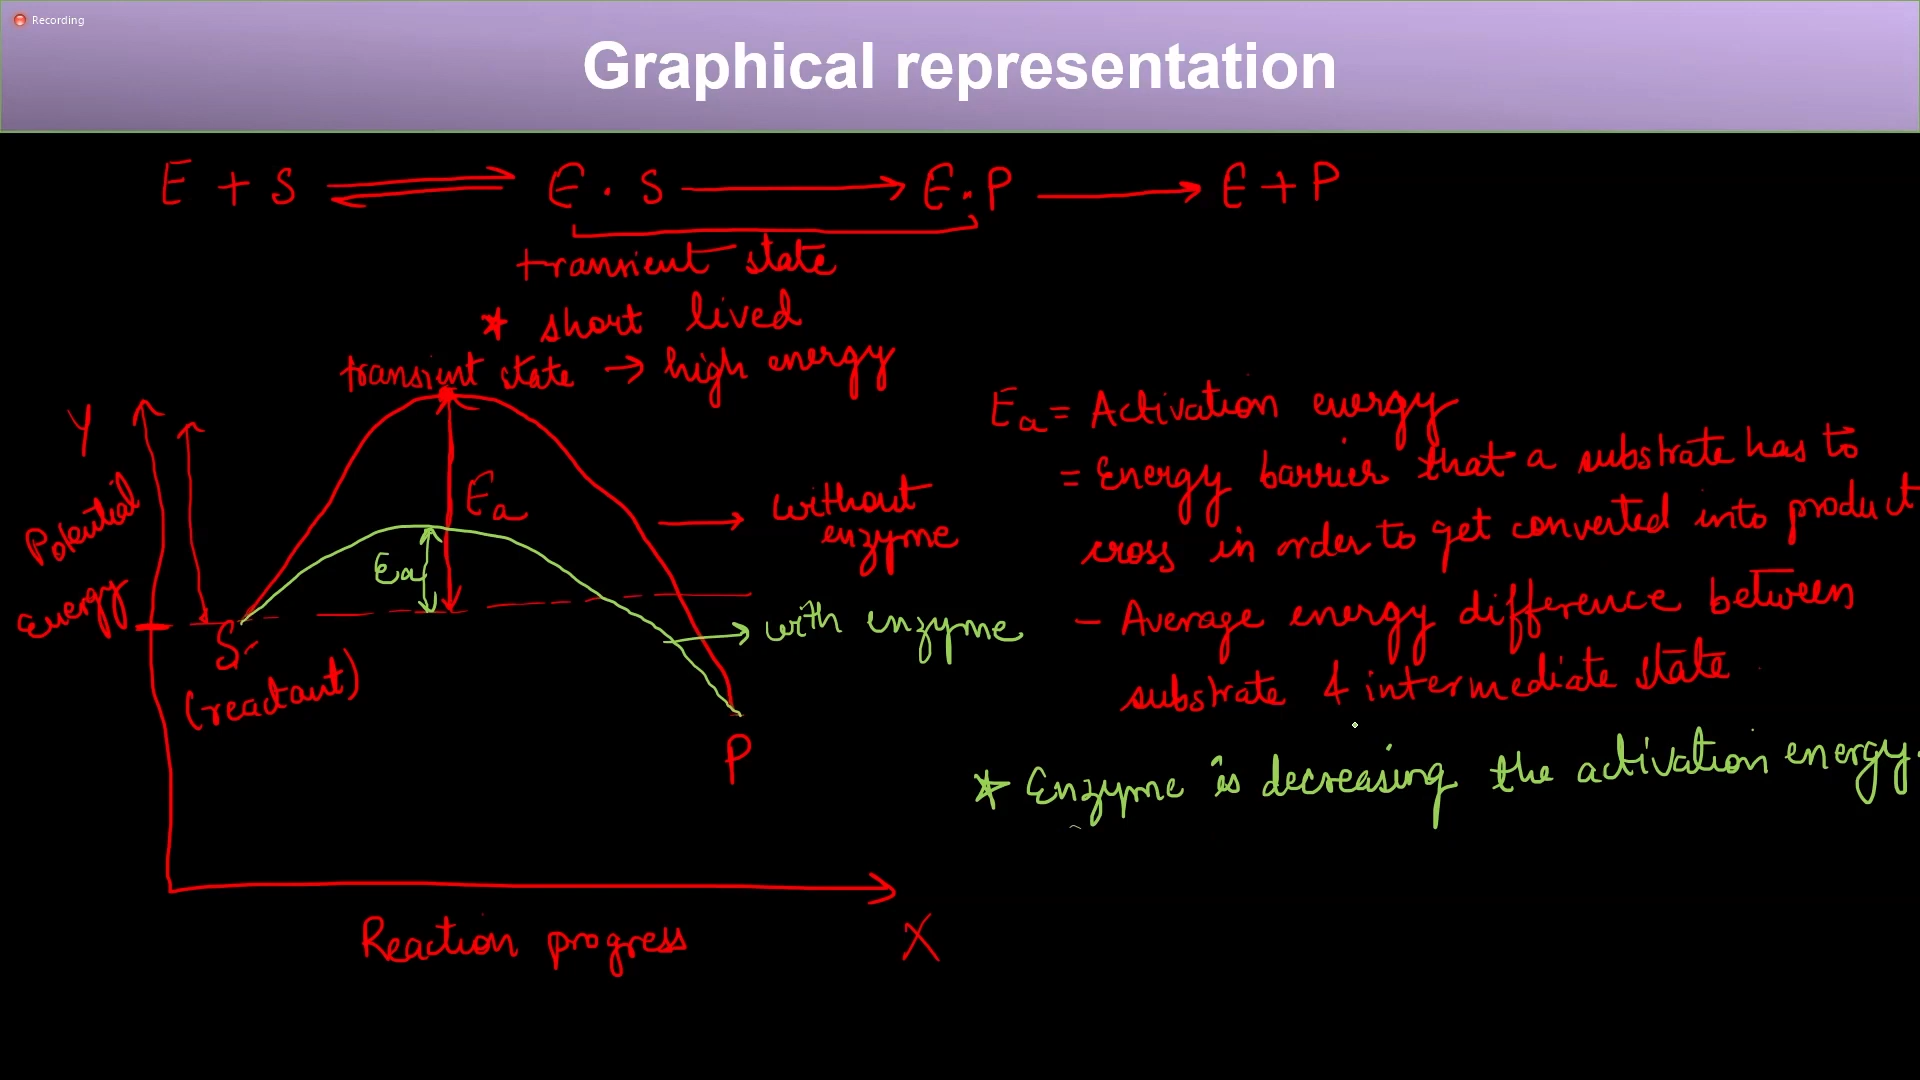 Recording
Graphical representation
E + S ⇌ E . S → E . P → E + P
transient state
* short lived
transient state → high energy
Y
Potential
energy
Ea
Ea
without
enzyme
with enzyme
S
(reactant)
P
Reaction progress
X
Ea = Activation energy
= Energy barrier that a substrate has to
cross in order to get converted into product
- Average energy difference between
substrate & intermediate state
* Enzyme is decreasing the activation energy.